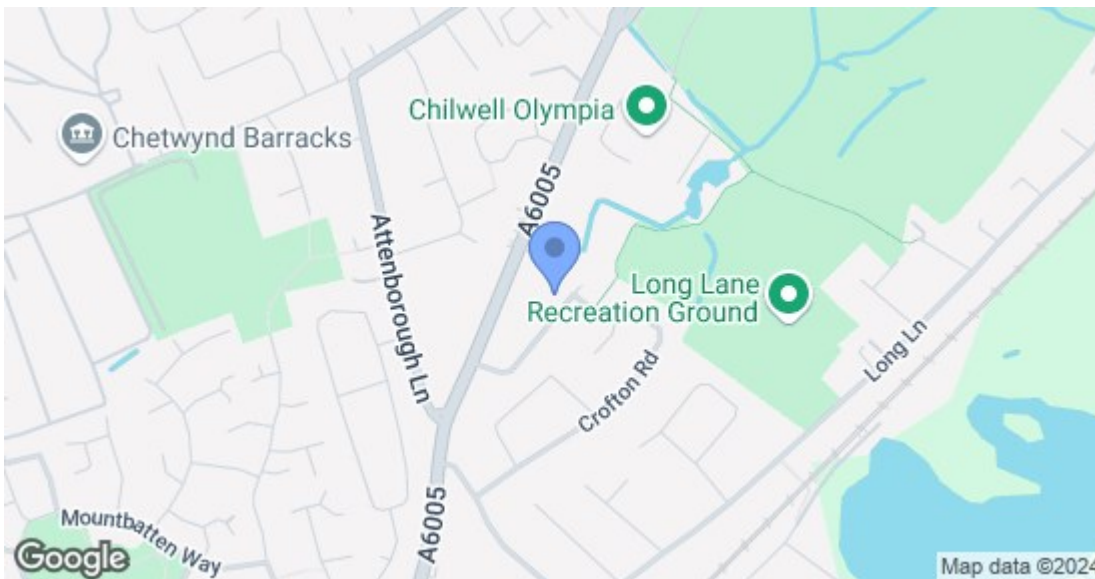 Chilwell Olympia
Chetwynd Barracks
A6005
Attenborough Ln
Long Lane
Recreation Ground
Long Ln
Crofton Rd
A6005
Mountbatten Way
Google
Map data ©2024